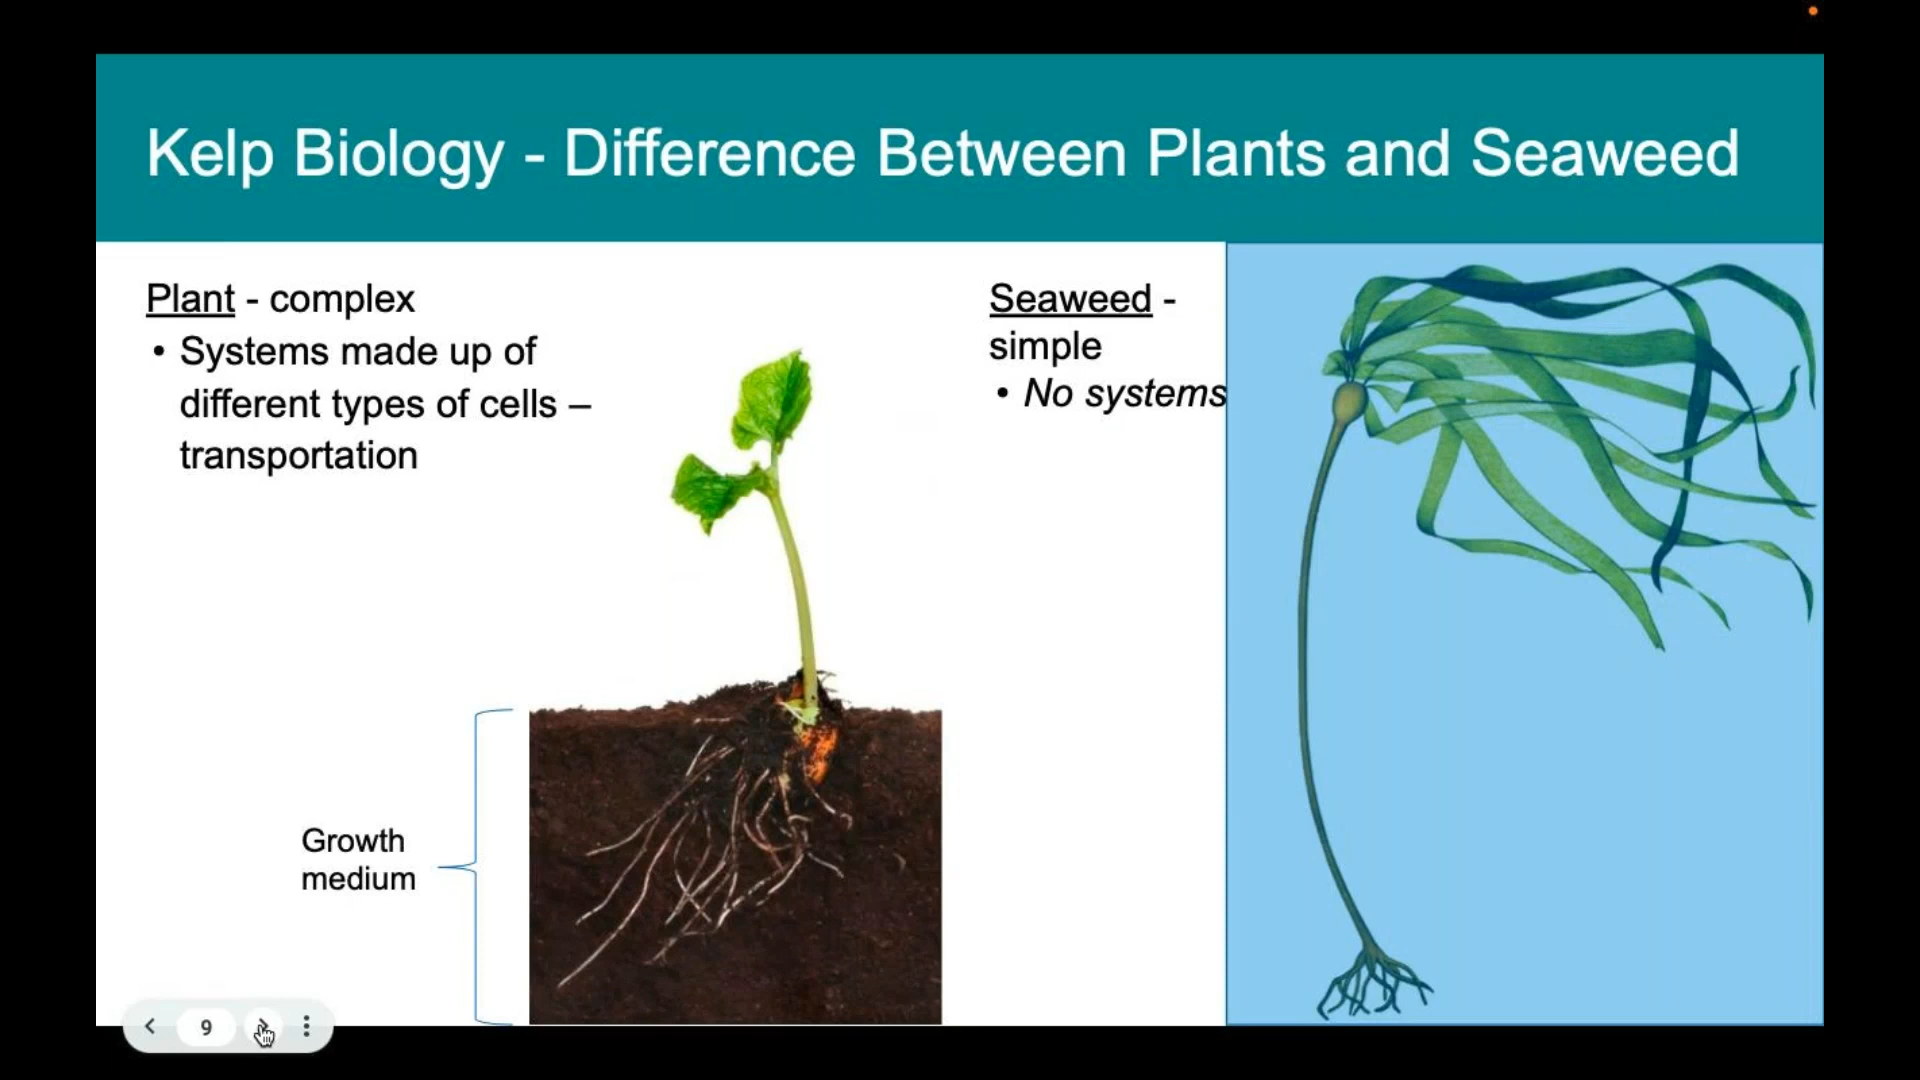 Kelp Biology - Difference Between Plants and Seaweed
Plant - complex
• Systems made up of
different types of cells –
transportation
Seaweed -
simple
• No systems
Growth
medium
9